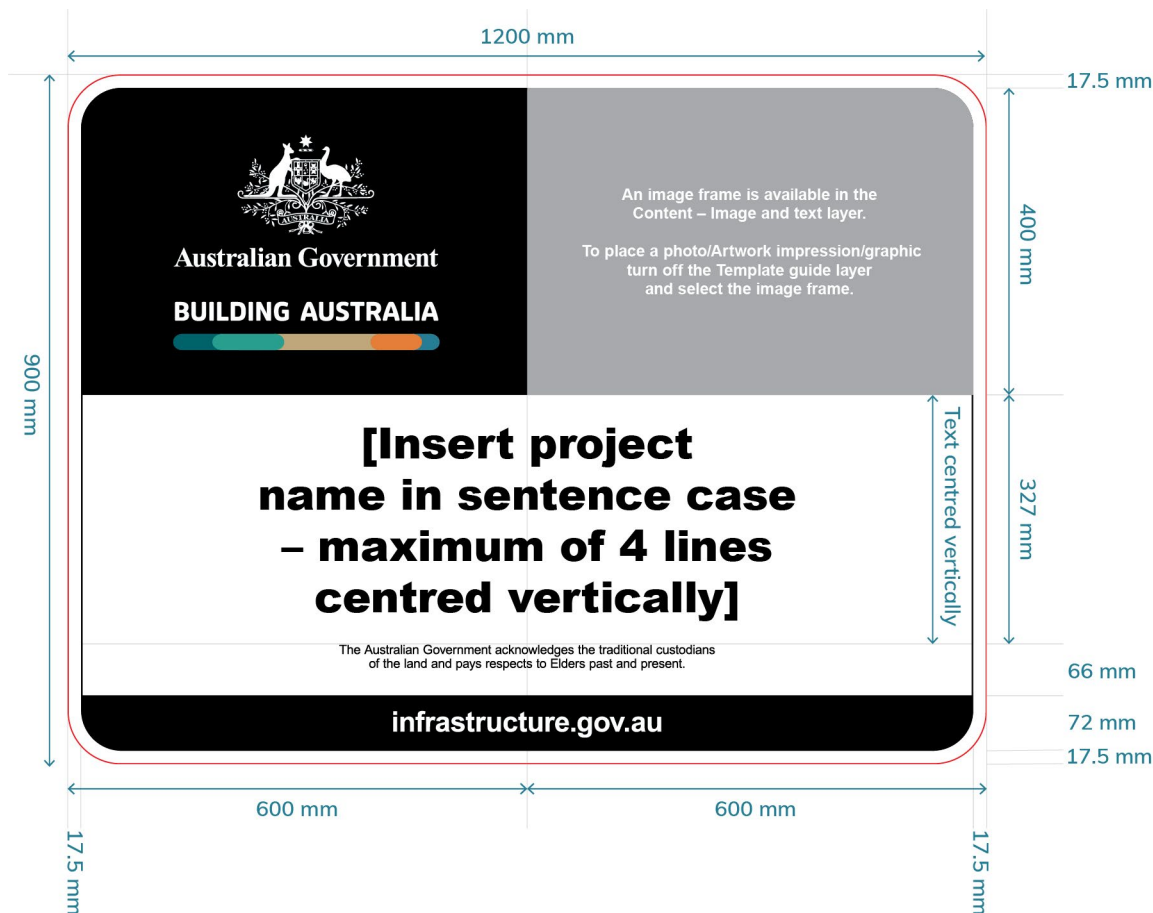 1200 mm
17.5 mm
AUSTRALIA
Australian Government
BUILDING AUSTRALIA
An image frame is available in the
Content – Image and text layer.
To place a photo/Artwork impression/graphic
turn off the Template guide layer
and select the image frame.
400 mm
900 mm
[Insert project
name in sentence case
– maximum of 4 lines
centred vertically]
Text centred vertically
327 mm
The Australian Government acknowledges the traditional custodians
of the land and pays respects to Elders past and present.
66 mm
infrastructure.gov.au
72 mm
17.5 mm
600 mm
600 mm
17.5 mm
17.5 mm